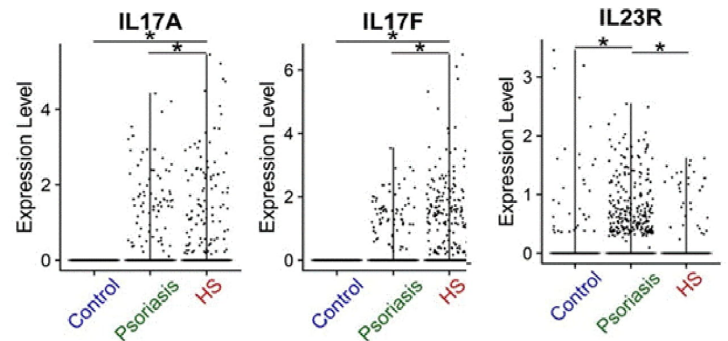 IL17A
*
*
Expression Level
4
2
0
Control
Psoriasis
HS
IL17F
*
*
Expression Level
6
4
2
0
Control
Psoriasis
HS
IL23R
*
*
Expression Level
3
2
1
0
Control
Psoriasis
HS